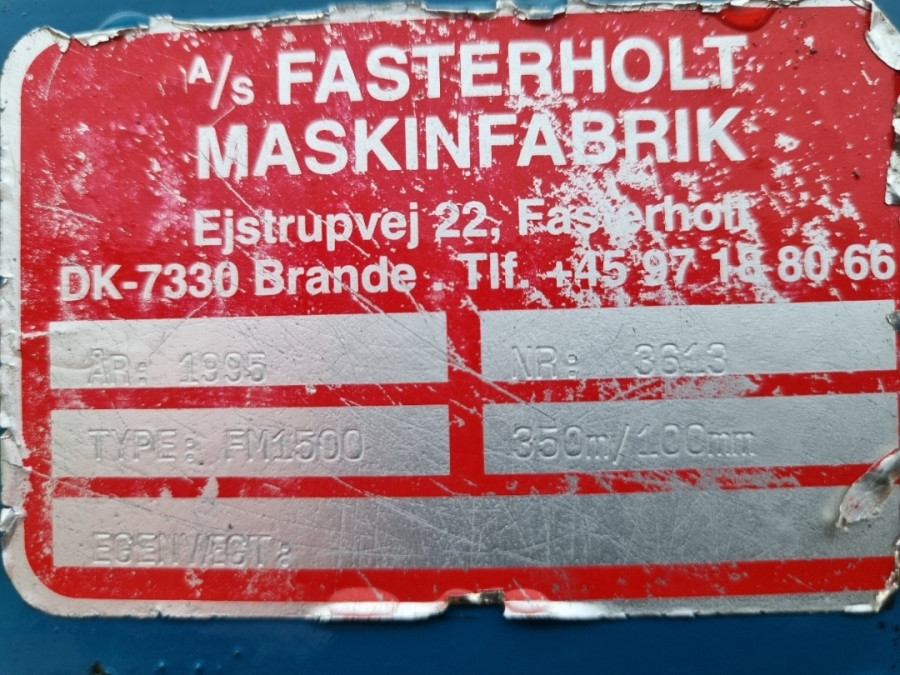 A/S FASTERHOLT
MASKINFABRIK
Ejstrupvej 22, Fasterholt
DK-7330 Brande . Tlf. +45 97 18 80 66
ÅR: 1995 NR: 3613
TYPE: FM1500 350m/100mm
EGENVÆGT: